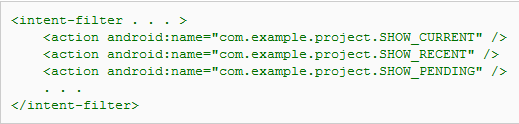 <intent-filter . . . >
    <action android:name="com.example.project.SHOW_CURRENT" />
    <action android:name="com.example.project.SHOW_RECENT" />
    <action android:name="com.example.project.SHOW_PENDING" />
    . . .
</intent-filter>